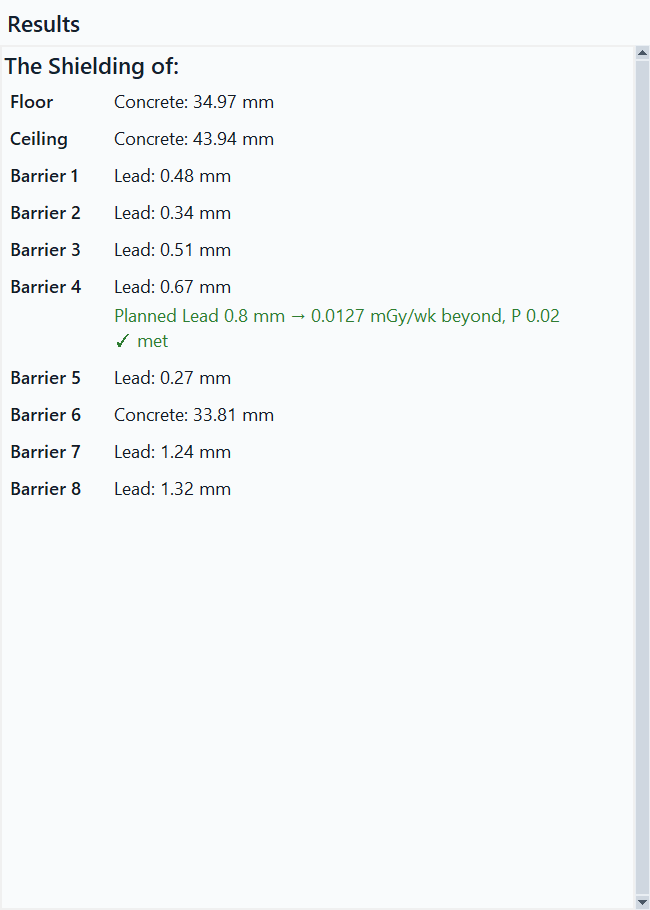 Results
The Shielding of:
Floor Concrete: 34.97 mm
Ceiling Concrete: 43.94 mm
Barrier 1 Lead: 0.48 mm
Barrier 2 Lead: 0.34 mm
Barrier 3 Lead: 0.51 mm
Barrier 4 Lead: 0.67 mm
Planned Lead 0.8 mm → 0.0127 mGy/wk beyond, P 0.02
✓ met
Barrier 5 Lead: 0.27 mm
Barrier 6 Concrete: 33.81 mm
Barrier 7 Lead: 1.24 mm
Barrier 8 Lead: 1.32 mm